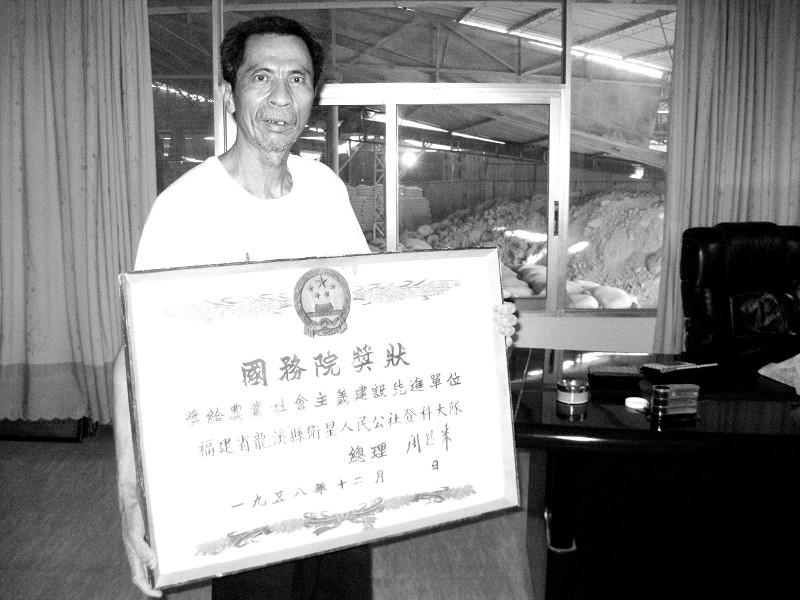 國務院獎狀
獎給農業社會主義建設先進單位
福建省龍溪縣衛星人民公社登科大隊
總理 周恩来
一九五八年十二月 日